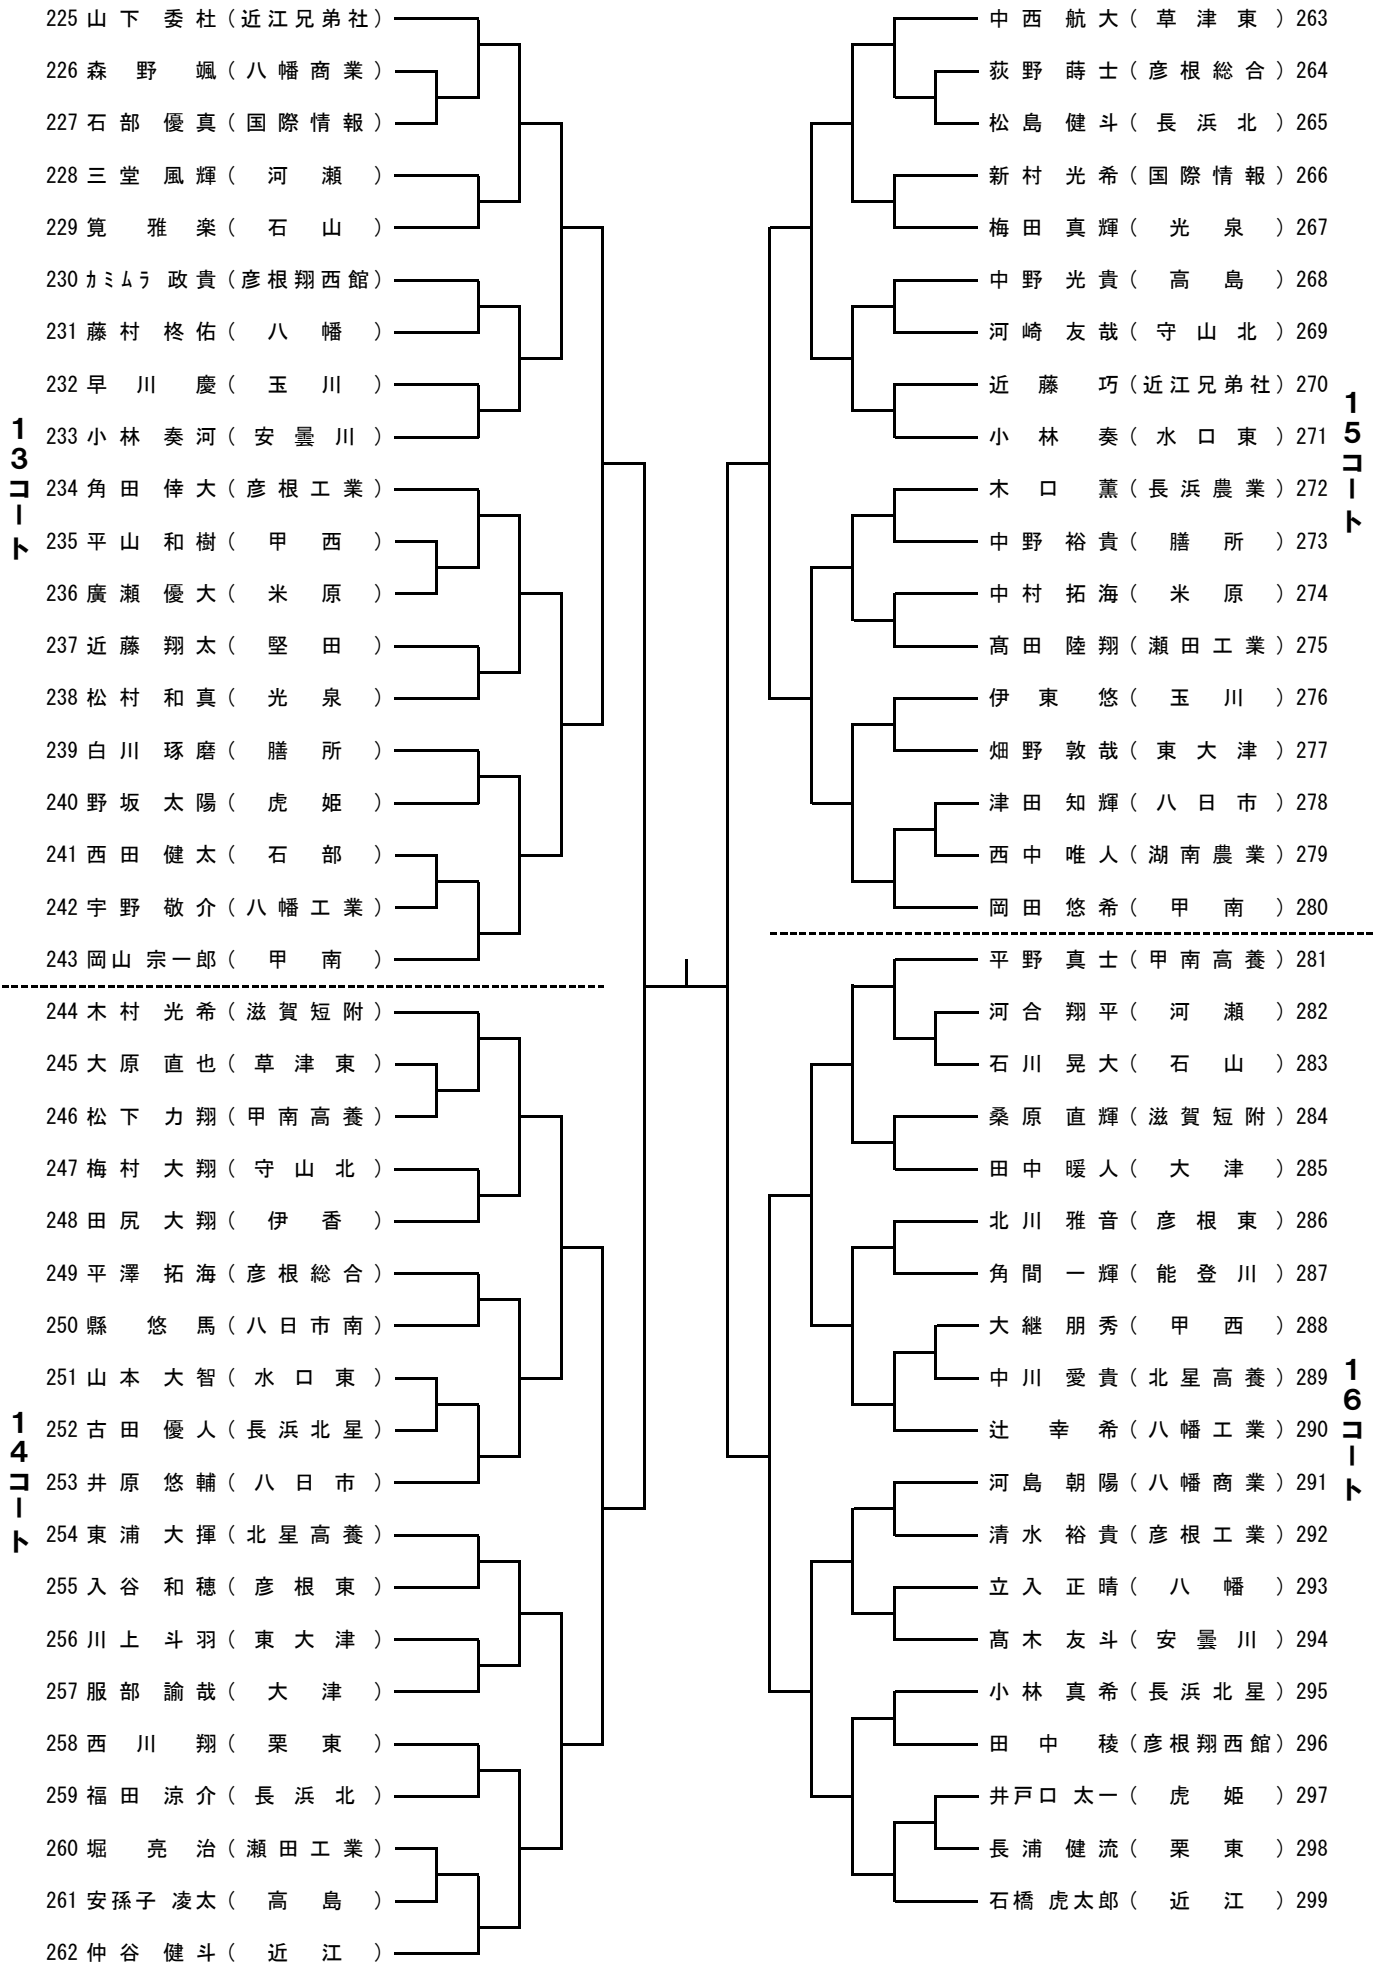 13コート
225 山下 委杜 (近江兄弟社)
226 森野 颯 (八幡商業)
227 石部 優真 (国際情報)
228 三堂 風輝 (河瀬)
229 筧 雅楽 (石山)
230 ｶﾐﾑﾗ 政貴 (彦根翔西館)
231 藤村 柊佑 (八幡)
232 早川 慶 (玉川)
233 小林 奏河 (安曇川)
234 角田 倖大 (彦根工業)
235 平山 和樹 (甲西)
236 廣瀬 優大 (米原)
237 近藤 翔太 (堅田)
238 松村 和真 (光泉)
239 白川 琢磨 (膳所)
240 野坂 太陽 (虎姫)
241 西田 健太 (石部)
242 宇野 敬介 (八幡工業)
243 岡山 宗一郎 (甲南)
14コート
244 木村 光希 (滋賀短附)
245 大原 直也 (草津東)
246 松下 力翔 (甲南高養)
247 梅村 大翔 (守山北)
248 田尻 大翔 (伊香)
249 平澤 拓海 (彦根総合)
250 縣 悠馬 (八日市南)
251 山本 大智 (水口東)
252 古田 優人 (長浜北星)
253 井原 悠輔 (八日市)
254 東浦 大揮 (北星高養)
255 入谷 和穂 (彦根東)
256 川上 斗羽 (東大津)
257 服部 諭哉 (大津)
258 西川 翔 (栗東)
259 福田 涼介 (長浜北)
260 堀 亮治 (瀬田工業)
261 安孫子 凌太 (高島)
262 仲谷 健斗 (近江)
15コート
中西 航大 (草津東) 263
荻野 蒔士 (彦根総合) 264
松島 健斗 (長浜北) 265
新村 光希 (国際情報) 266
梅田 真輝 (光泉) 267
中野 光貴 (高島) 268
河崎 友哉 (守山北) 269
近藤 巧 (近江兄弟社) 270
小林 奏 (水口東) 271
木口 薫 (長浜農業) 272
中野 裕貴 (膳所) 273
中村 拓海 (米原) 274
髙田 陸翔 (瀬田工業) 275
伊東 悠 (玉川) 276
畑野 敦哉 (東大津) 277
津田 知輝 (八日市) 278
西中 唯人 (湖南農業) 279
岡田 悠希 (甲南) 280
16コート
平野 真士 (甲南高養) 281
河合 翔平 (河瀬) 282
石川 晃大 (石山) 283
桑原 直輝 (滋賀短附) 284
田中 暖人 (大津) 285
北川 雅音 (彦根東) 286
角間 一輝 (能登川) 287
大継 朋秀 (甲西) 288
中川 愛貴 (北星高養) 289
辻 幸希 (八幡工業) 290
河島 朝陽 (八幡商業) 291
清水 裕貴 (彦根工業) 292
立入 正晴 (八幡) 293
髙木 友斗 (安曇川) 294
小林 真希 (長浜北星) 295
田中 稜 (彦根翔西館) 296
井戸口 太一 (虎姫) 297
長浦 健流 (栗東) 298
石橋 虎太郎 (近江) 299